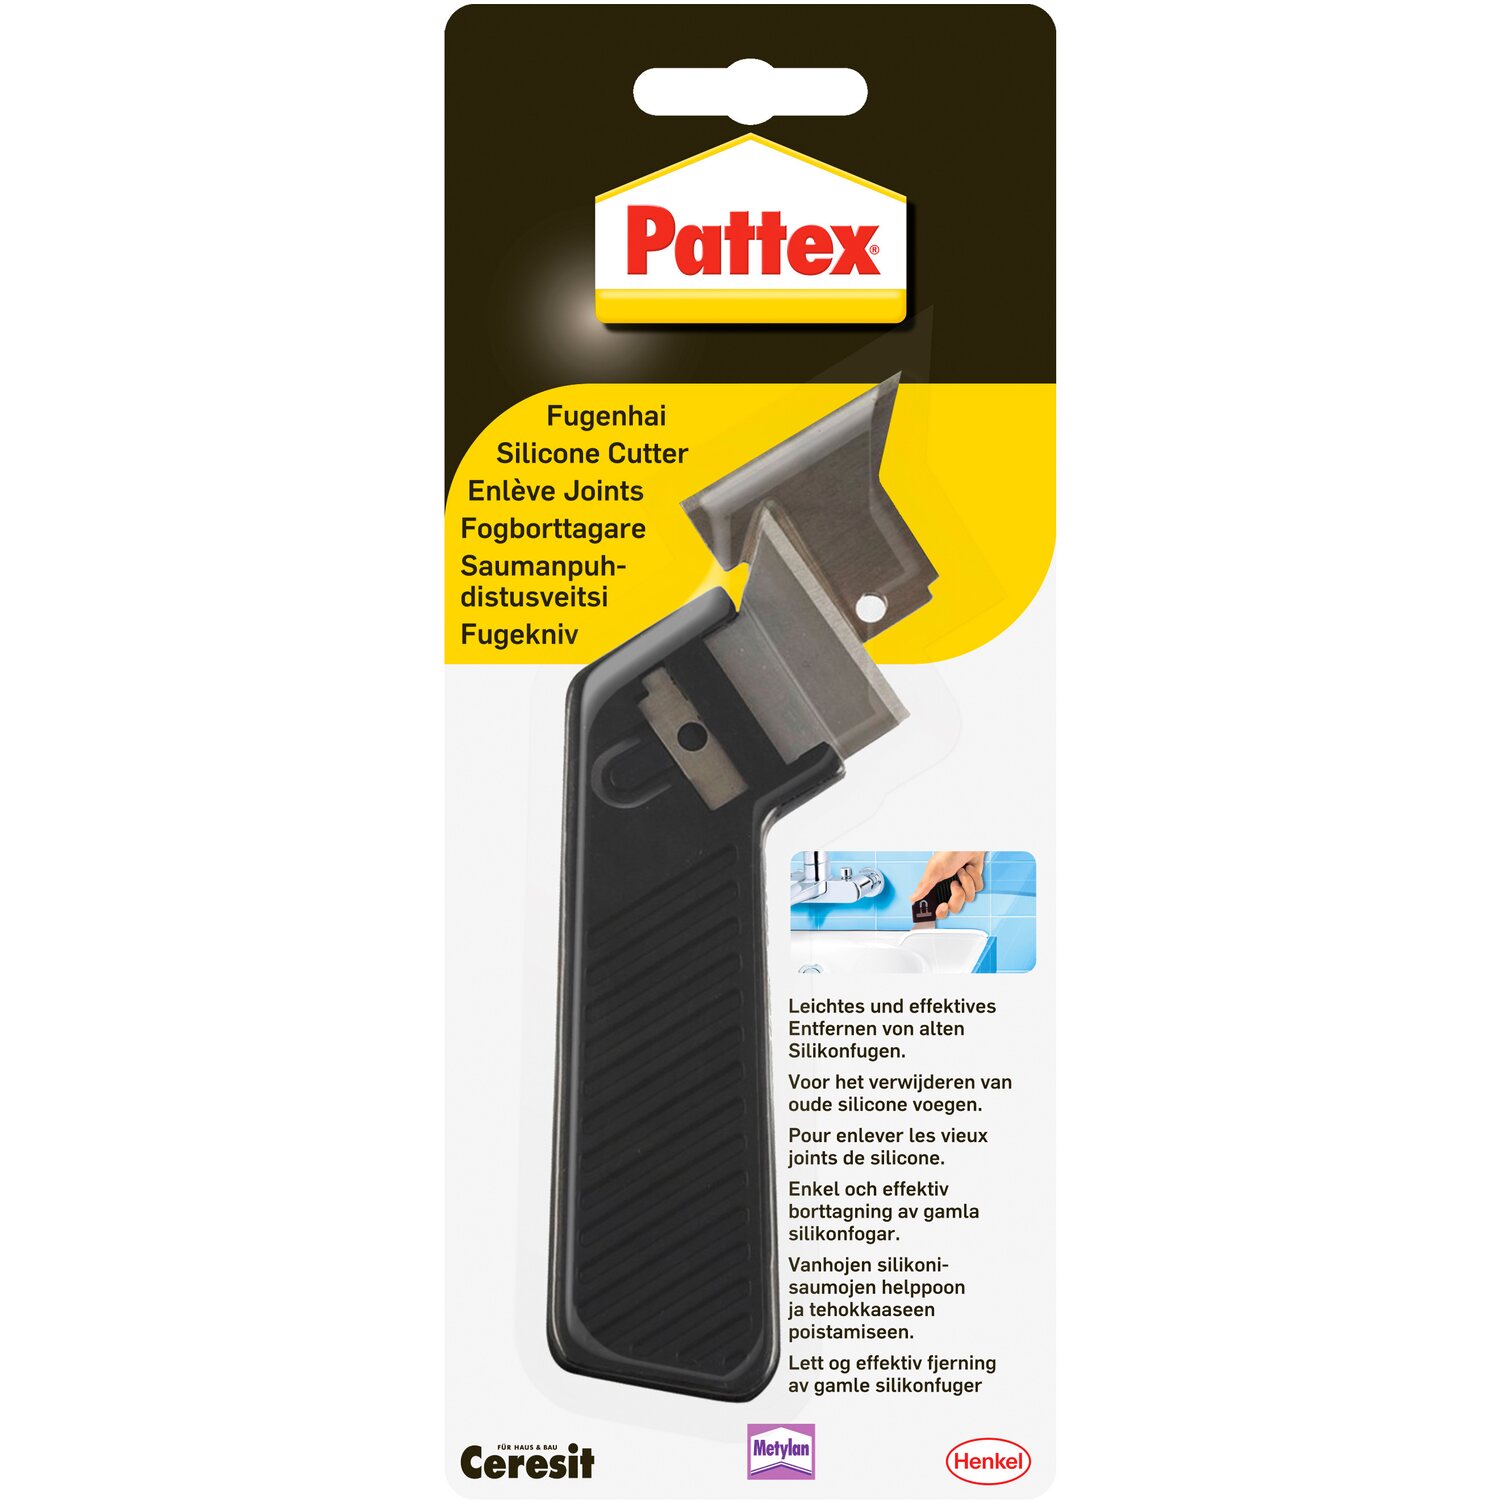 Pattex®
Fugenhai
Silicone Cutter
Enlève Joints
Fogborttagare
Saumanpuh-
distusveitsi
Fugekniv
Leichtes und effektives
Entfernen von alten
Silikonfugen.
Voor het verwijderen van
oude silicone voegen.
Pour enlever les vieux
joints de silicone.
Enkel och effektiv
borttagning av gamla
silikonfogar.
Vanhojen silikoni-
saumojen helppoon
ja tehokkaaseen
poistamiseen.
Lett og effektiv fjerning
av gamle silikonfuger
FÜR HAUS & BAU
Ceresit
Metylan
Henkel